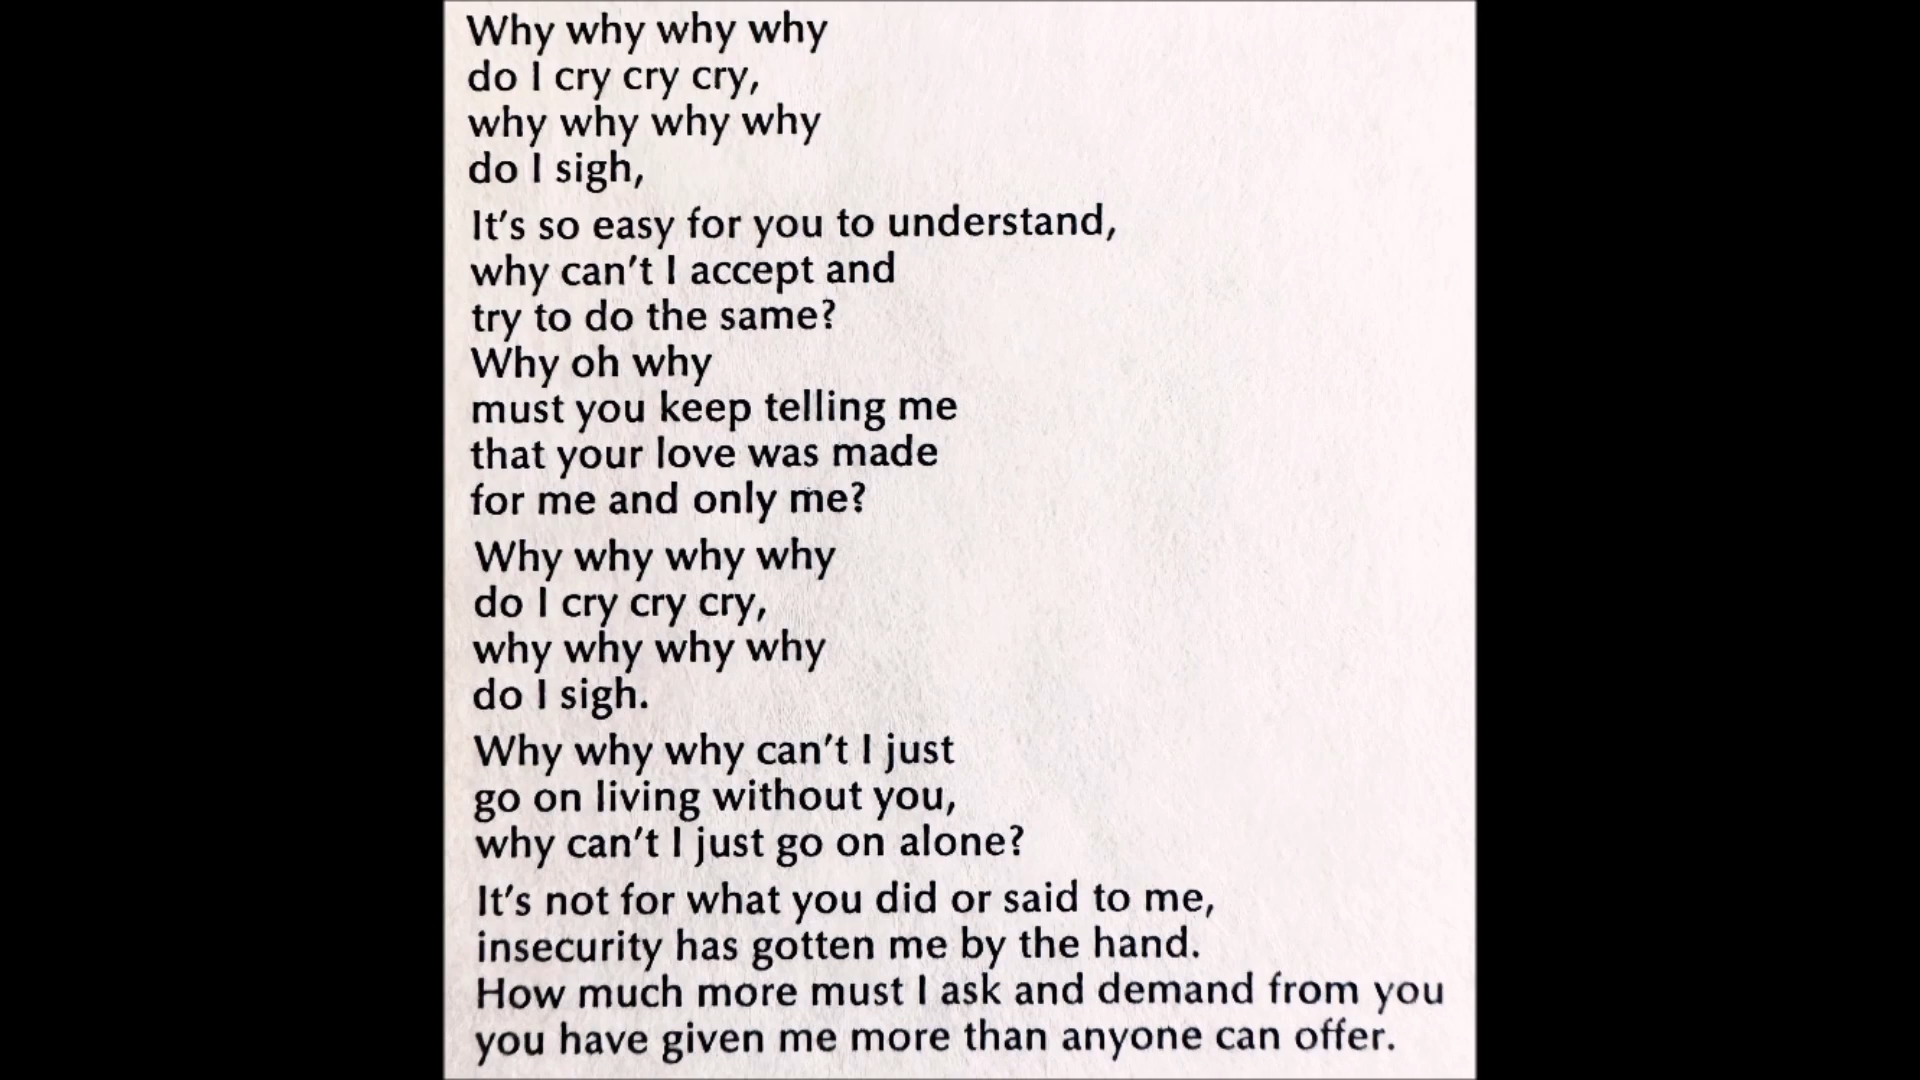 Why why why why
do I cry cry cry,
why why why why
do I sigh,
It's so easy for you to understand,
why can't I accept and
try to do the same?
Why oh why
must you keep telling me
that your love was made
for me and only me?
Why why why why
do I cry cry cry,
why why why why
do I sigh.
Why why why can't I just
go on living without you,
why can't I just go on alone?
It's not for what you did or said to me,
insecurity has gotten me by the hand.
How much more must I ask and demand from you
you have given me more than anyone can offer.